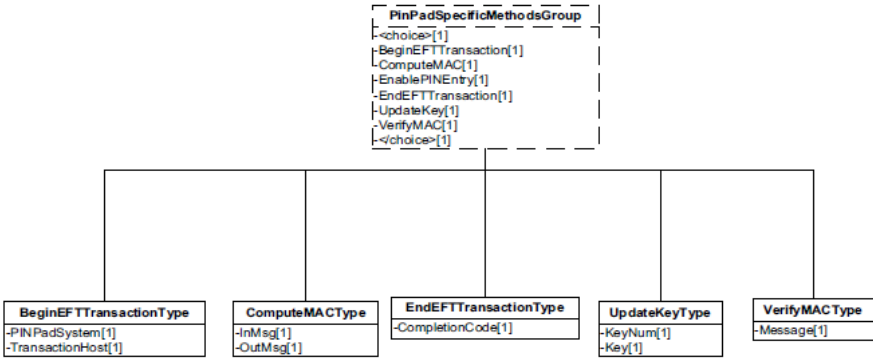 PinPadSpecificMethodsGroup
-<choice>[1]
-BeginEFTTransaction[1]
-ComputeMAC[1]
-EnablePINEntry[1]
-EndEFTTransaction[1]
-UpdateKey[1]
-VerifyMAC[1]
-</choice>[1]
BeginEFTTransactionType
-PINPadSystem[1]
-TransactionHost[1]
ComputeMACType
-InMsg[1]
-OutMsg[1]
EndEFTTransactionType
-CompletionCode[1]
UpdateKeyType
-KeyNum[1]
-Key[1]
VerifyMACType
-Message[1]